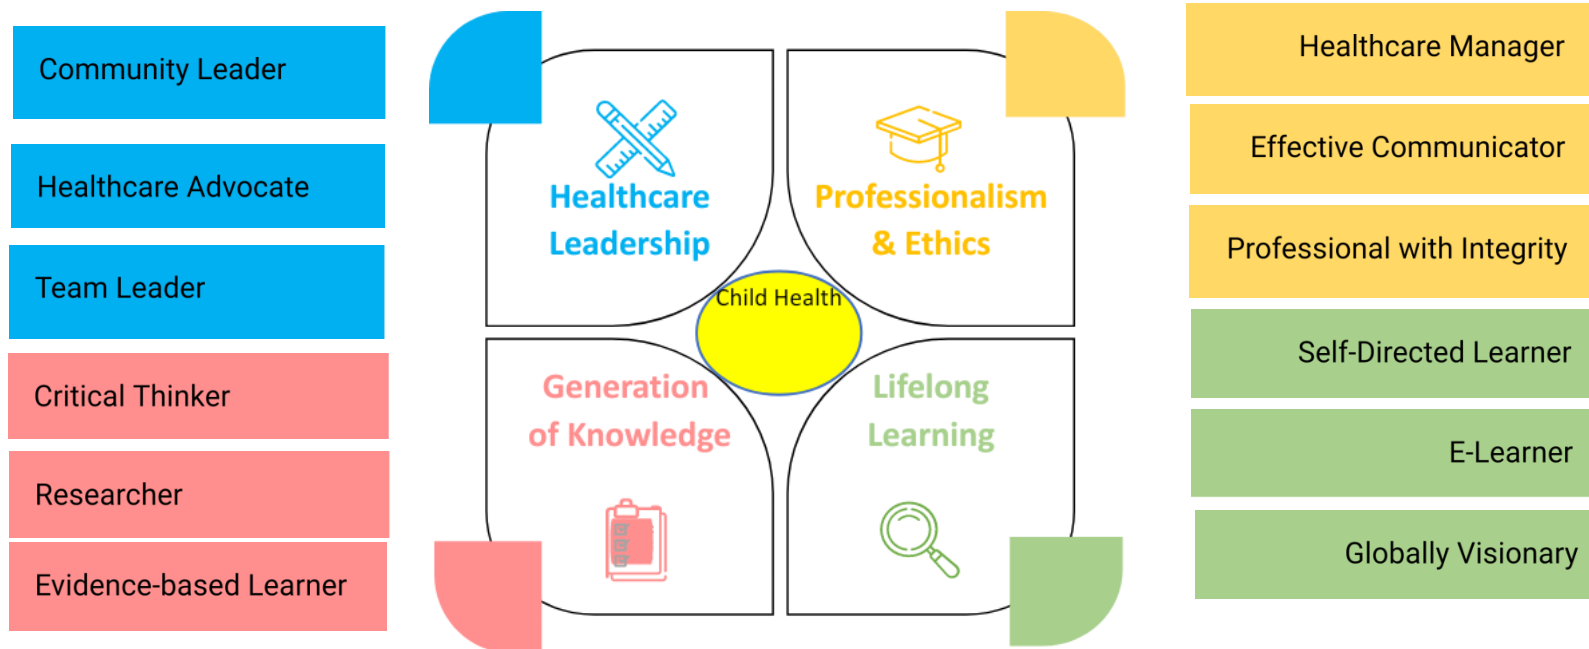 Community Leader
Healthcare Advocate
Team Leader
Critical Thinker
Researcher
Evidence-based Learner
Healthcare
Leadership
Professionalism
& Ethics
Child Health
Generation
of Knowledge
Lifelong
Learning
Healthcare Manager
Effective Communicator
Professional with Integrity
Self-Directed Learner
E-Learner
Globally Visionary